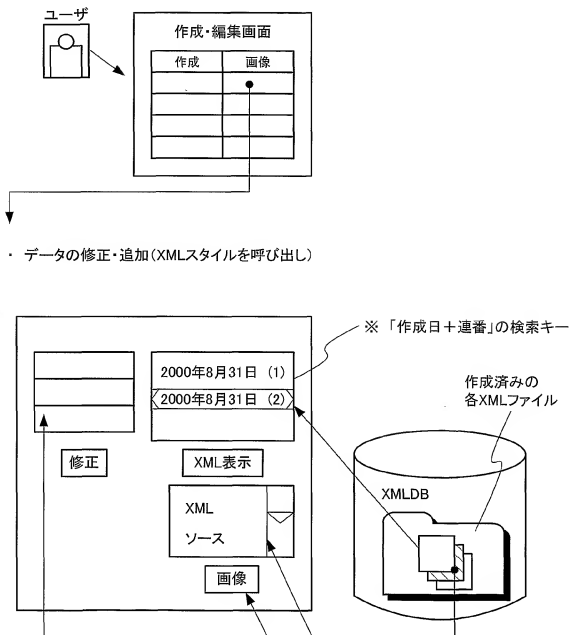 ユーザ
作成・編集画面
作成
画像
・ データの修正・追加(XMLスタイルを呼び出し)
※ 「作成日＋連番」の検索キー
2000年8月31日 (1)
2000年8月31日 (2)
作成済みの
各XMLファイル
修正
XML表示
XMLDB
XML
ソース
画像